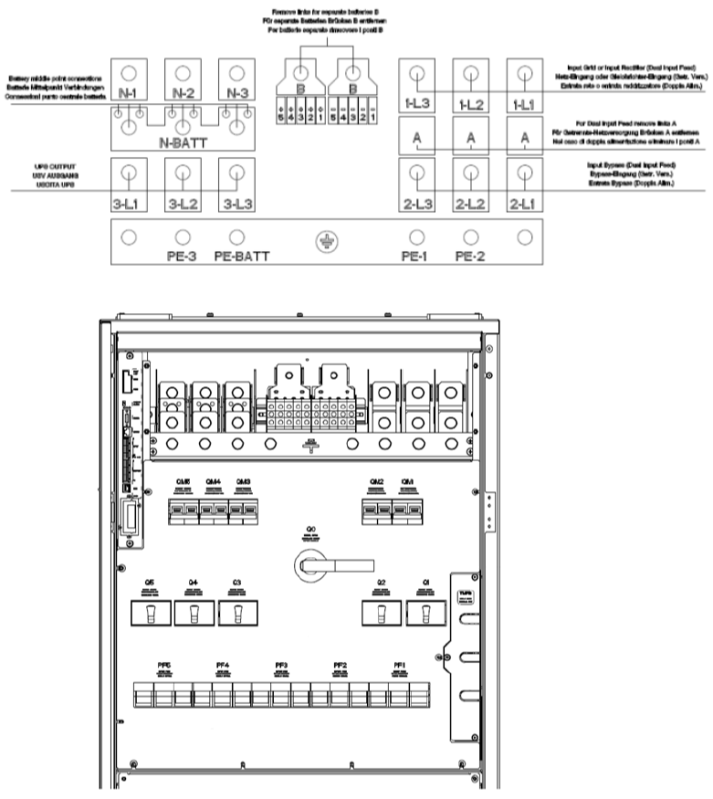 Remove links for separate batteries B
Für separate Batterien Brücken B entfernen
Per batterie separate rimuovere i ponti B
Battery middle point connections
Batterie Mittelpunkt Verbindungen
Connessioni punto centrale batteria.
N-1
N-2
N-3
B
B
1-L3
1-L2
1-L1
Input Grid or Input Rectifier (Dual Input Feed)
Netz-Eingang oder Gleichrichter-Eingang (Getr. Vers.)
Entrata rete o entrata raddrizzatore (Doppia Alim.)
+5 +4 +3 +2 +1
-5 -4 -3 -2 -1
N-BATT
A
A
A
For Dual Input Feed remove links A
Für Getrennte-Netzversorgung Brücken A entfernen
Nel caso di doppia alimentazione eliminare i ponti A
UPS OUTPUT
USV AUSGANG
USCITA UPS
3-L1
3-L2
3-L3
2-L3
2-L2
2-L1
Input Bypass (Dual Input Feed)
Bypass-Eingang (Getr. Vers.)
Entrata Bypass (Doppia Alim.)
PE-3
PE-BATT
PE-1
PE-2
QM5
QM4
QM3
QM2
QM1
Q0
Q5
Q4
Q3
Q2
Q1
PF5
PF4
PF3
PF2
PF1